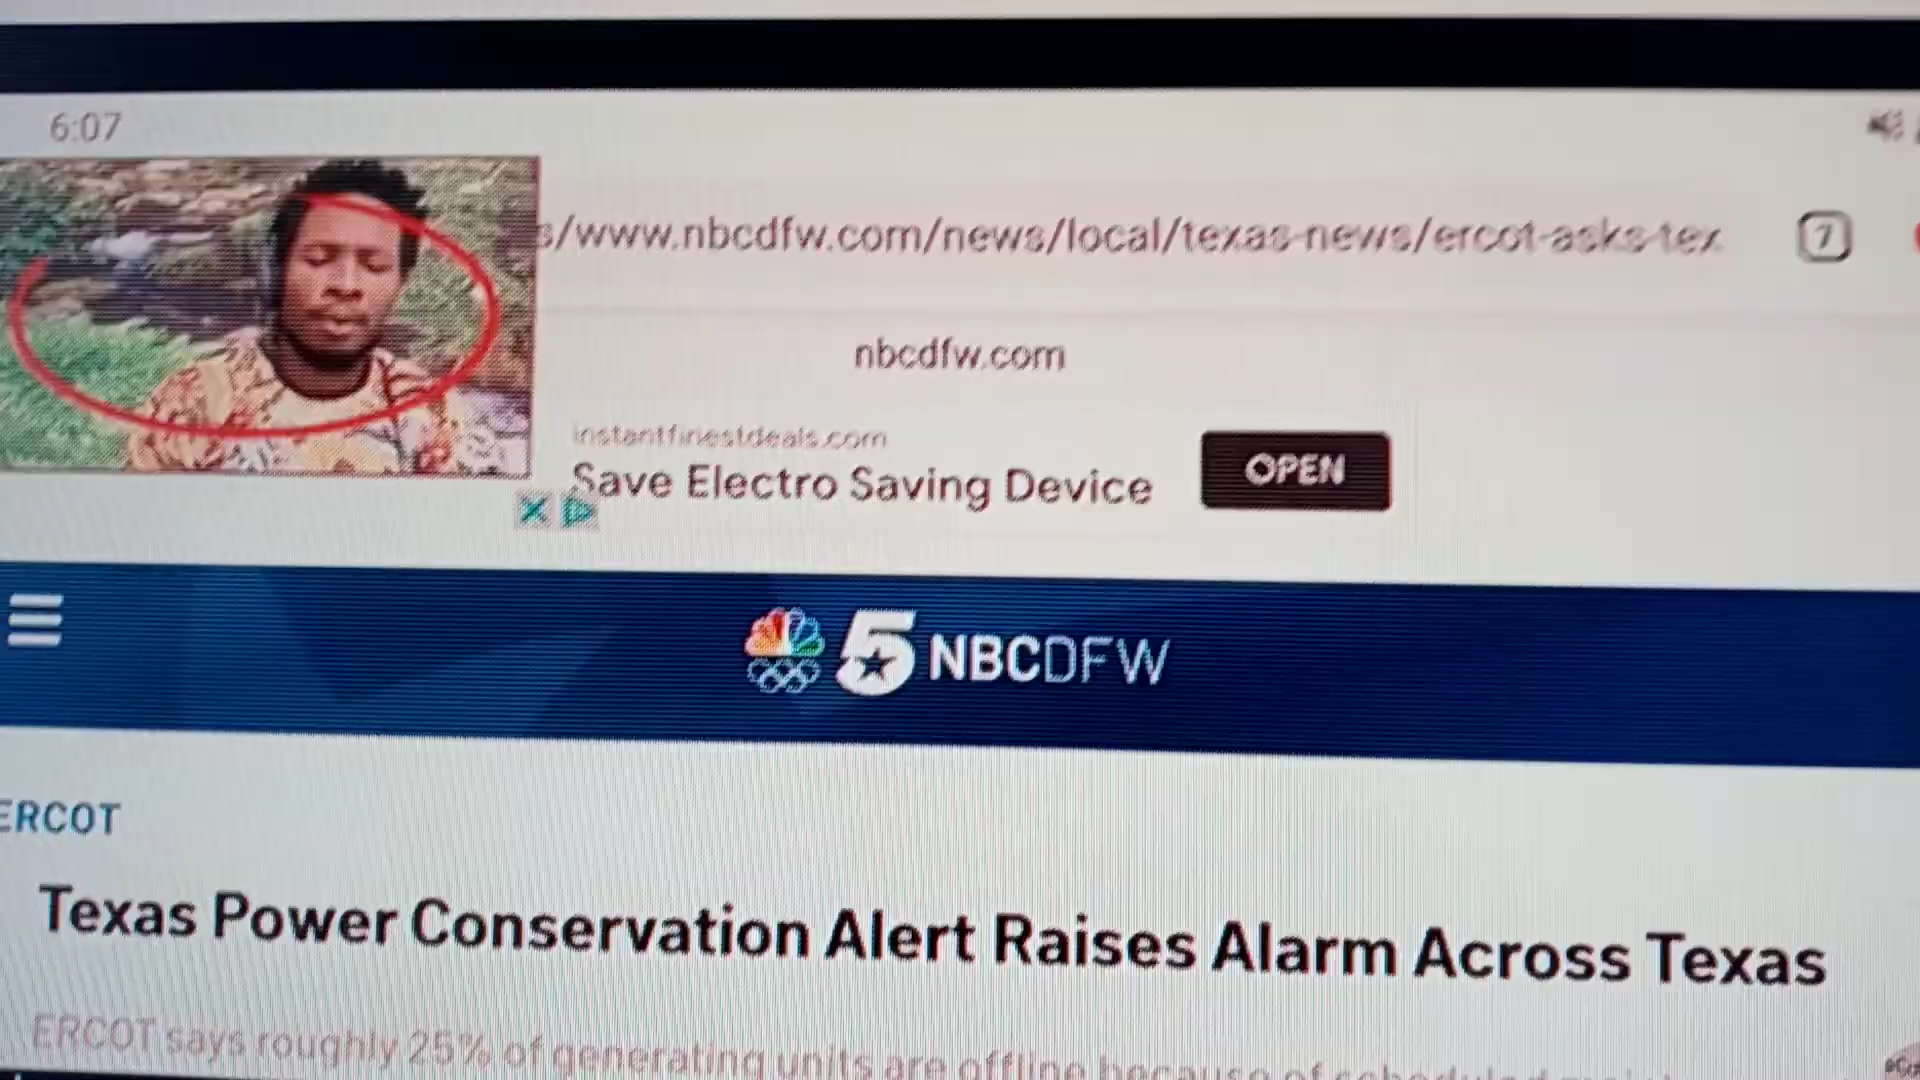 6:07
s/www.nbcdfw.com/news/local/texas-news/ercot-asks-tex
7
nbcdfw.com
instantfinestdeals.com
Save Electro Saving Device
OPEN
5 NBCDFW
ERCOT
Texas Power Conservation Alert Raises Alarm Across Texas
ERCOT says roughly 25% of generating units are offline because of scheduled